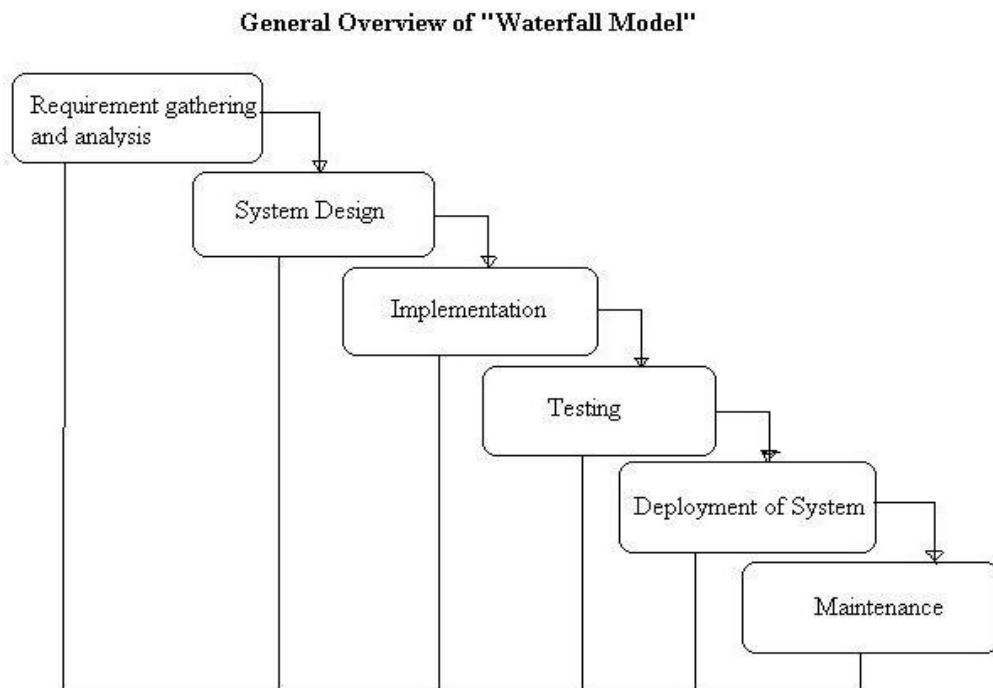 General Overview of "Waterfall Model"
Requirement gathering
and analysis
System Design
Implementation
Testing
Deployment of System
Maintenance